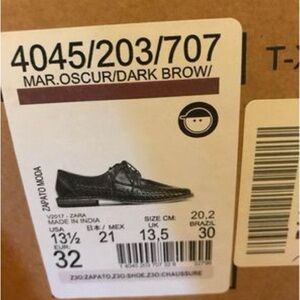 4045/203/707
MAR.OSCUR/DARK BROW/
T-
ZAPATO MODA
V2017 - ZARA
MADE IN INDIA
SIZE CM: 20,2
USA 日本/MEX UK BRAZIL
13½ 21 13,5 30
EUR.
32
Z3O:ZAPATO,Z3O:SHOE,Z3O:CHAUSSURE